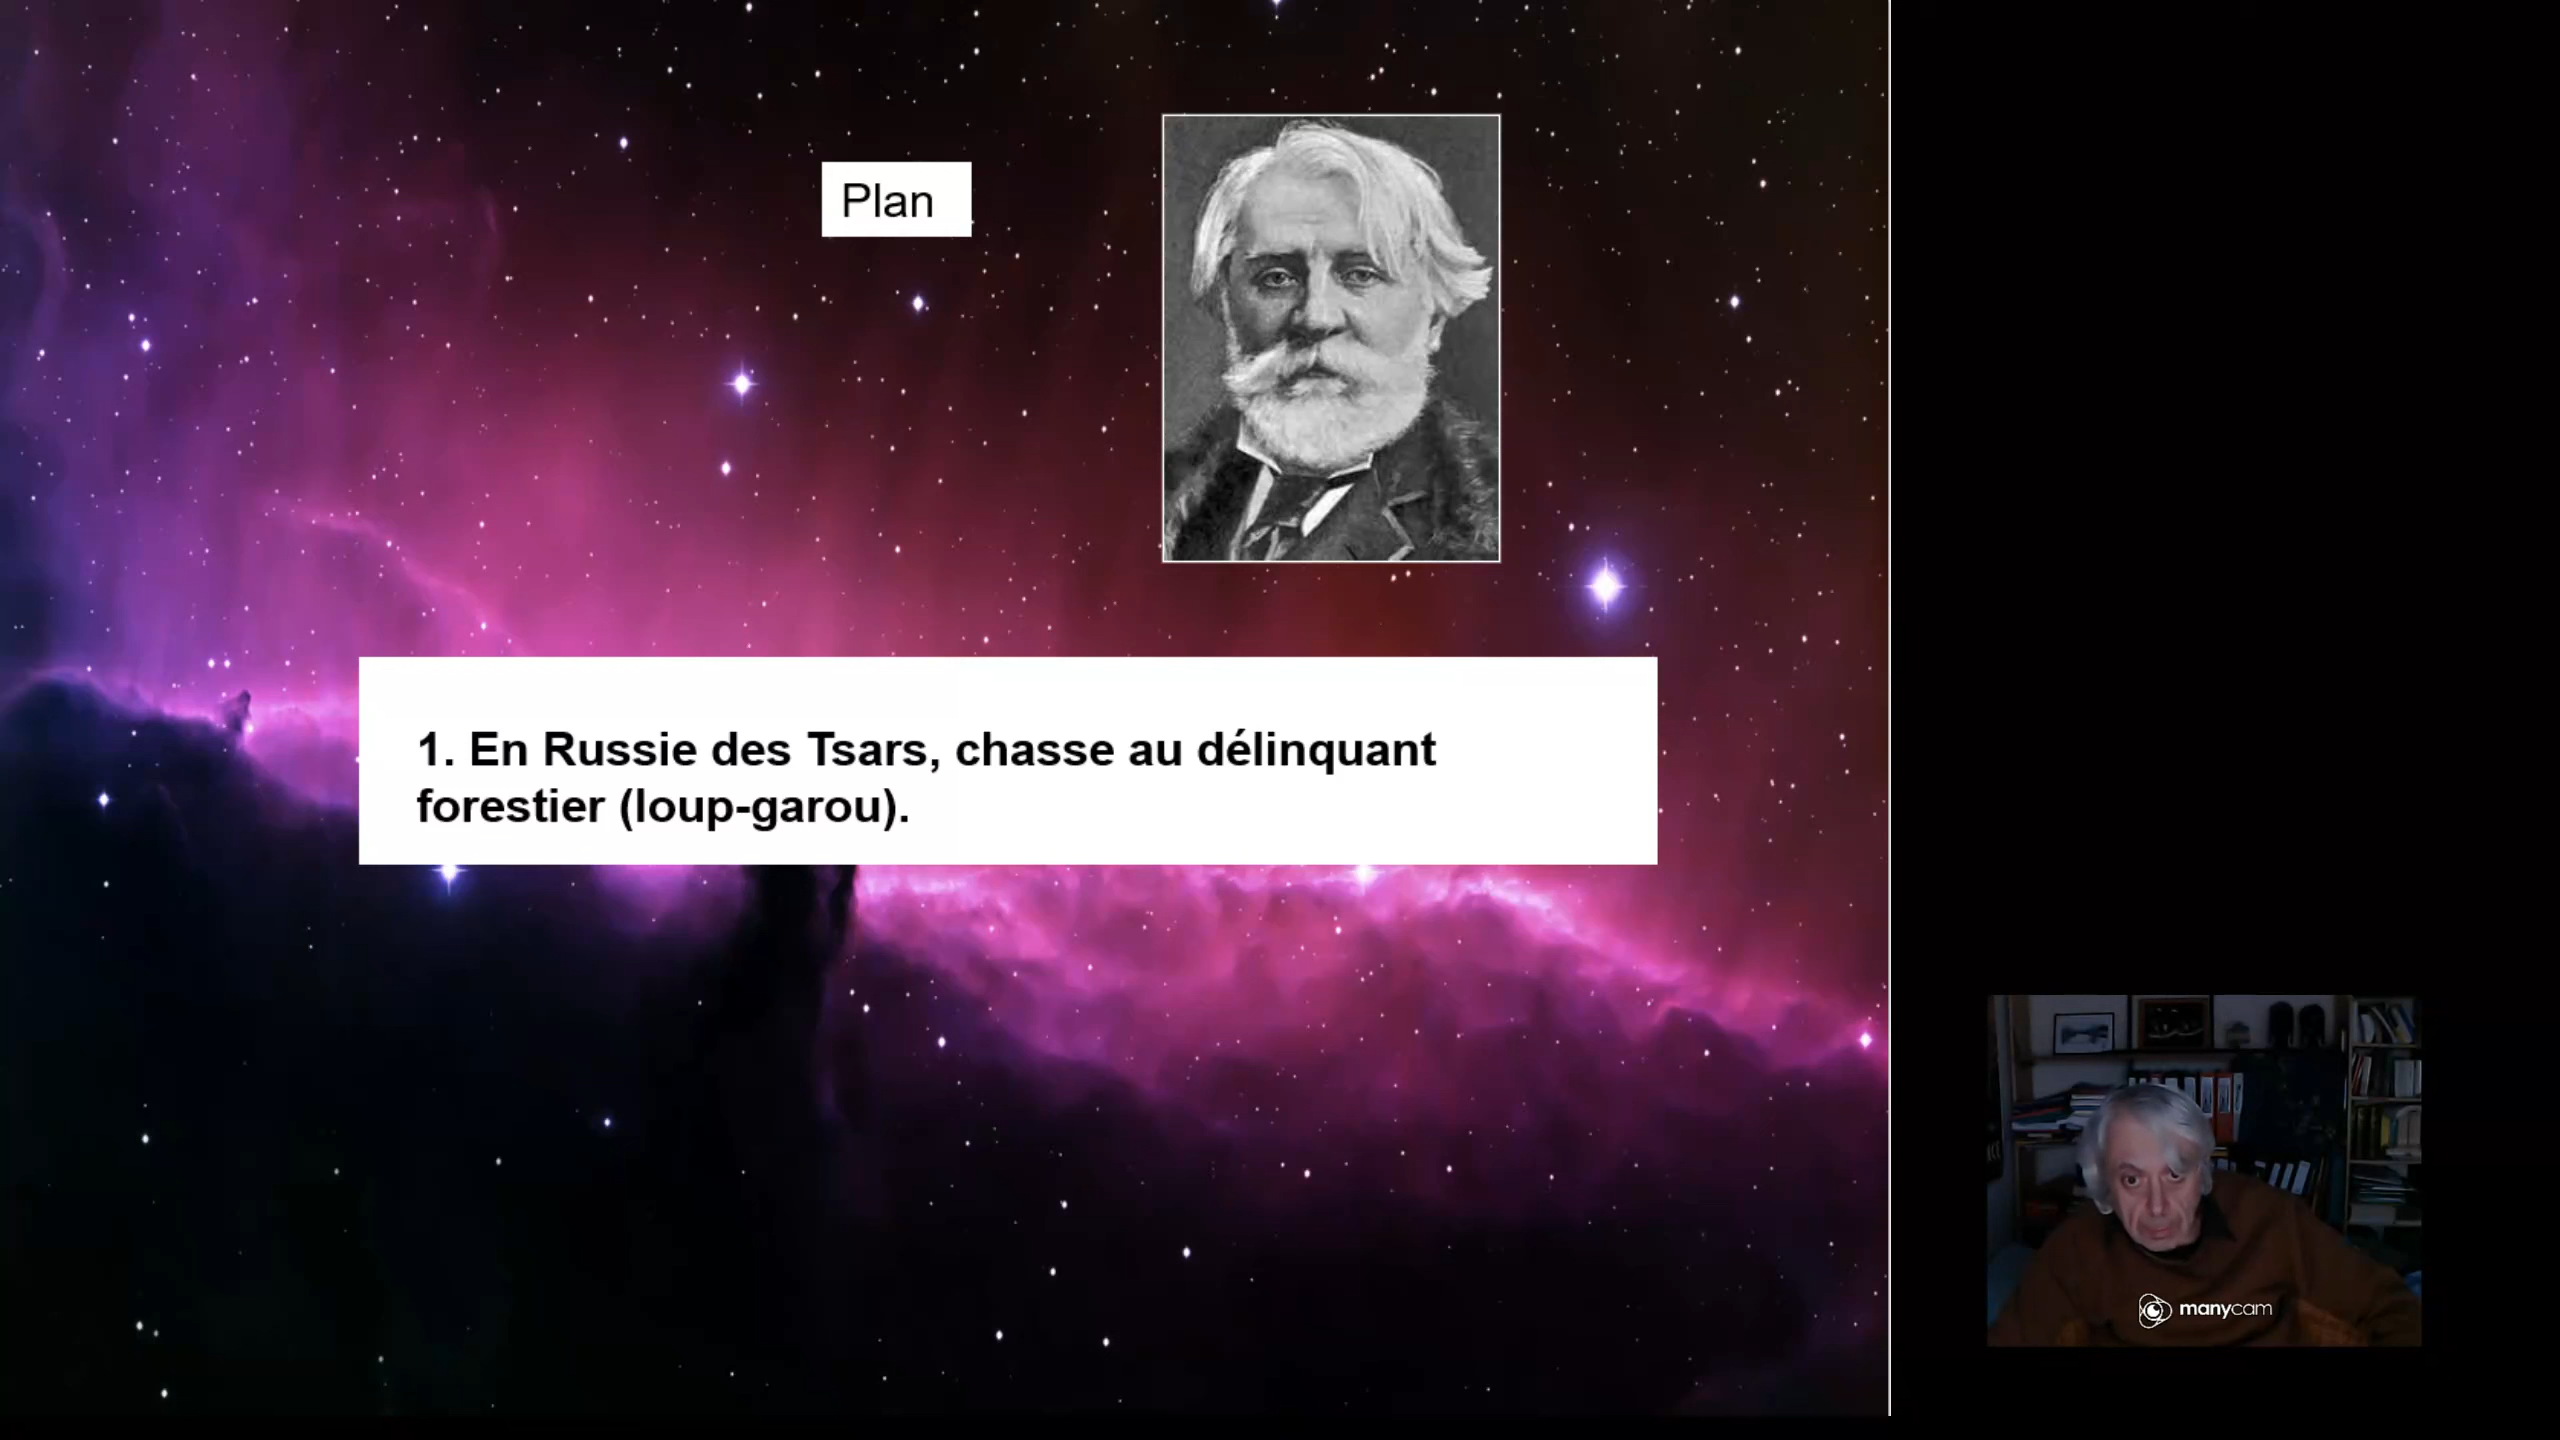 Plan
1. En Russie des Tsars, chasse au délinquant
forestier (loup-garou).
manycam